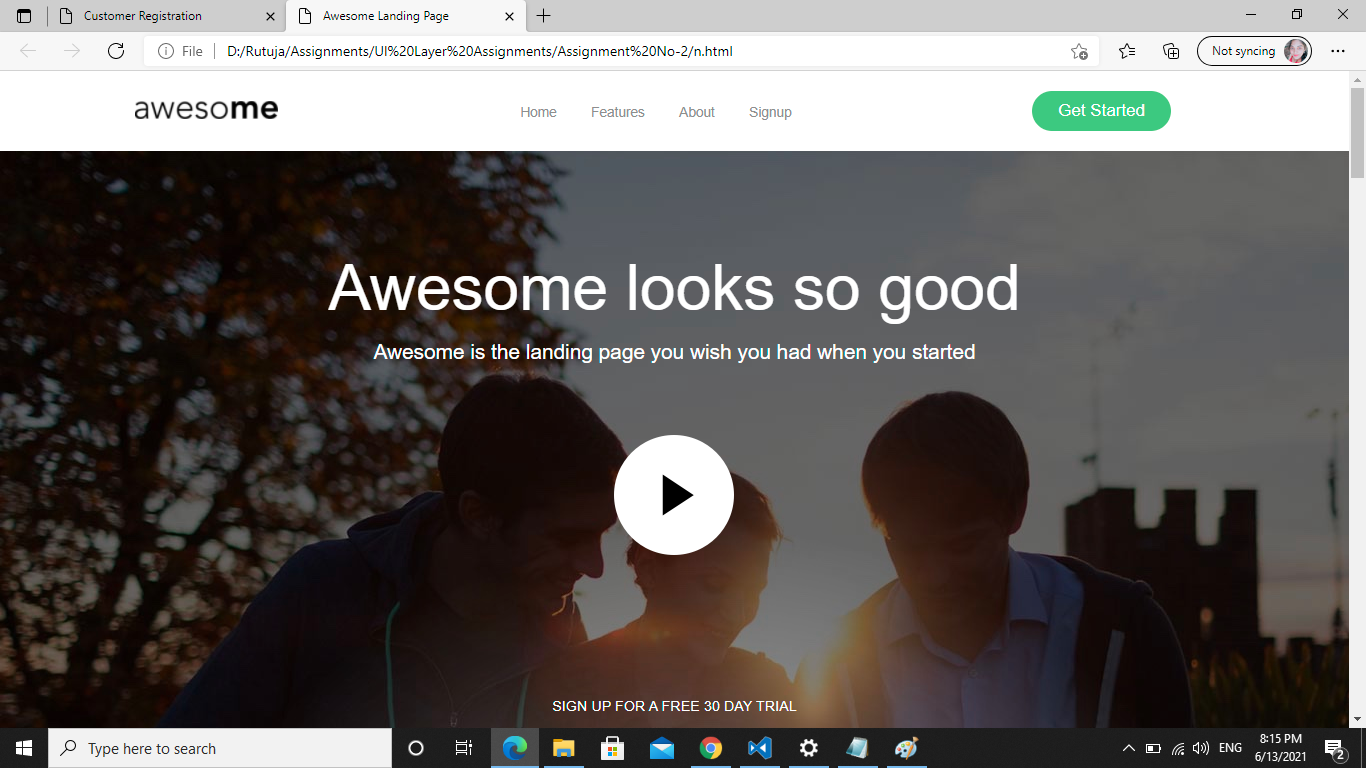 Customer Registration
Awesome Landing Page
File
D:/Rutuja/Assignments/UI%20Layer%20Assignments/Assignment%20No-2/n.html
Not syncing
awesome
Home
Features
About
Signup
Get Started
Awesome looks so good
Awesome is the landing page you wish you had when you started
SIGN UP FOR A FREE 30 DAY TRIAL
Type here to search
ENG
8:15 PM
6/13/2021
2